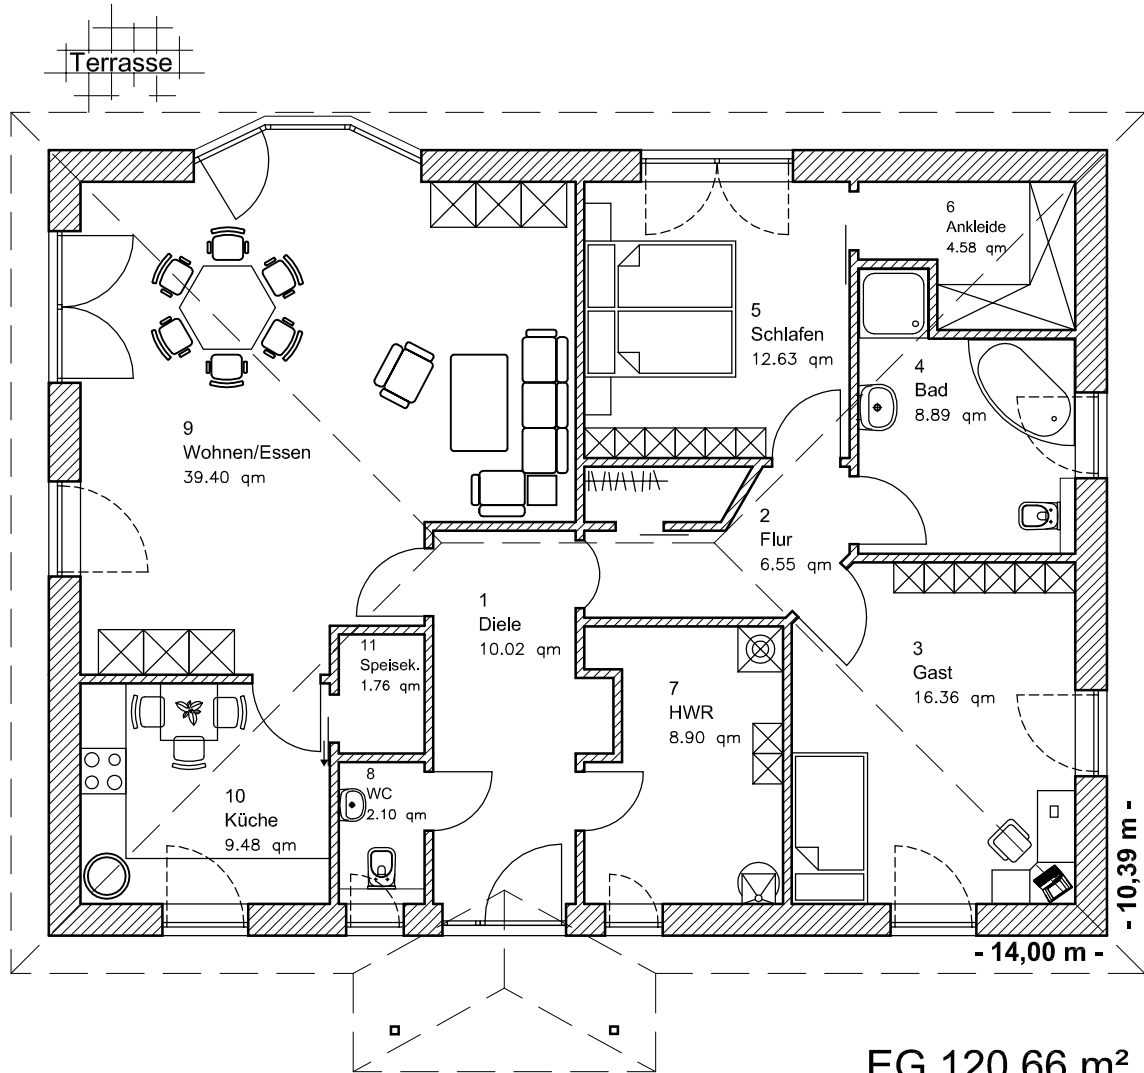 Terrasse
6
Ankleide
4.58 qm
5
Schlafen
12.63 qm
4
Bad
8.89 qm
9
Wohnen/Essen
39.40 qm
2
Flur
6.55 qm
1
Diele
10.02 qm
11
Speisek.
1.76 qm
3
Gast
16.36 qm
7
HWR
8.90 qm
8
WC
2.10 qm
10
Küche
9.48 qm
- 10,39 m -
- 14,00 m -
EG 120,66 m²